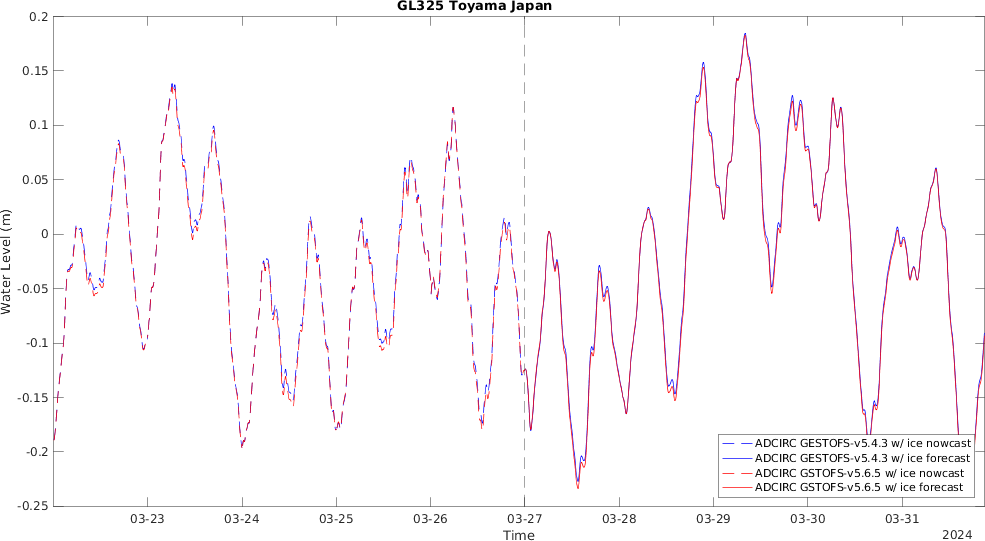 GL325 Toyama Japan
0.2
0.15
0.1
0.05
0
-0.05
-0.1
-0.15
-0.2
-0.25
Water Level (m)
ADCIRC GESTOFS-v5.4.3 w/ ice nowcast
ADCIRC GESTOFS-v5.4.3 w/ ice forecast
ADCIRC GSTOFS-v5.6.5 w/ ice nowcast
ADCIRC GSTOFS-v5.6.5 w/ ice forecast
03-23 03-24 03-25 03-26 03-27 03-28 03-29 03-30 03-31
Time
2024